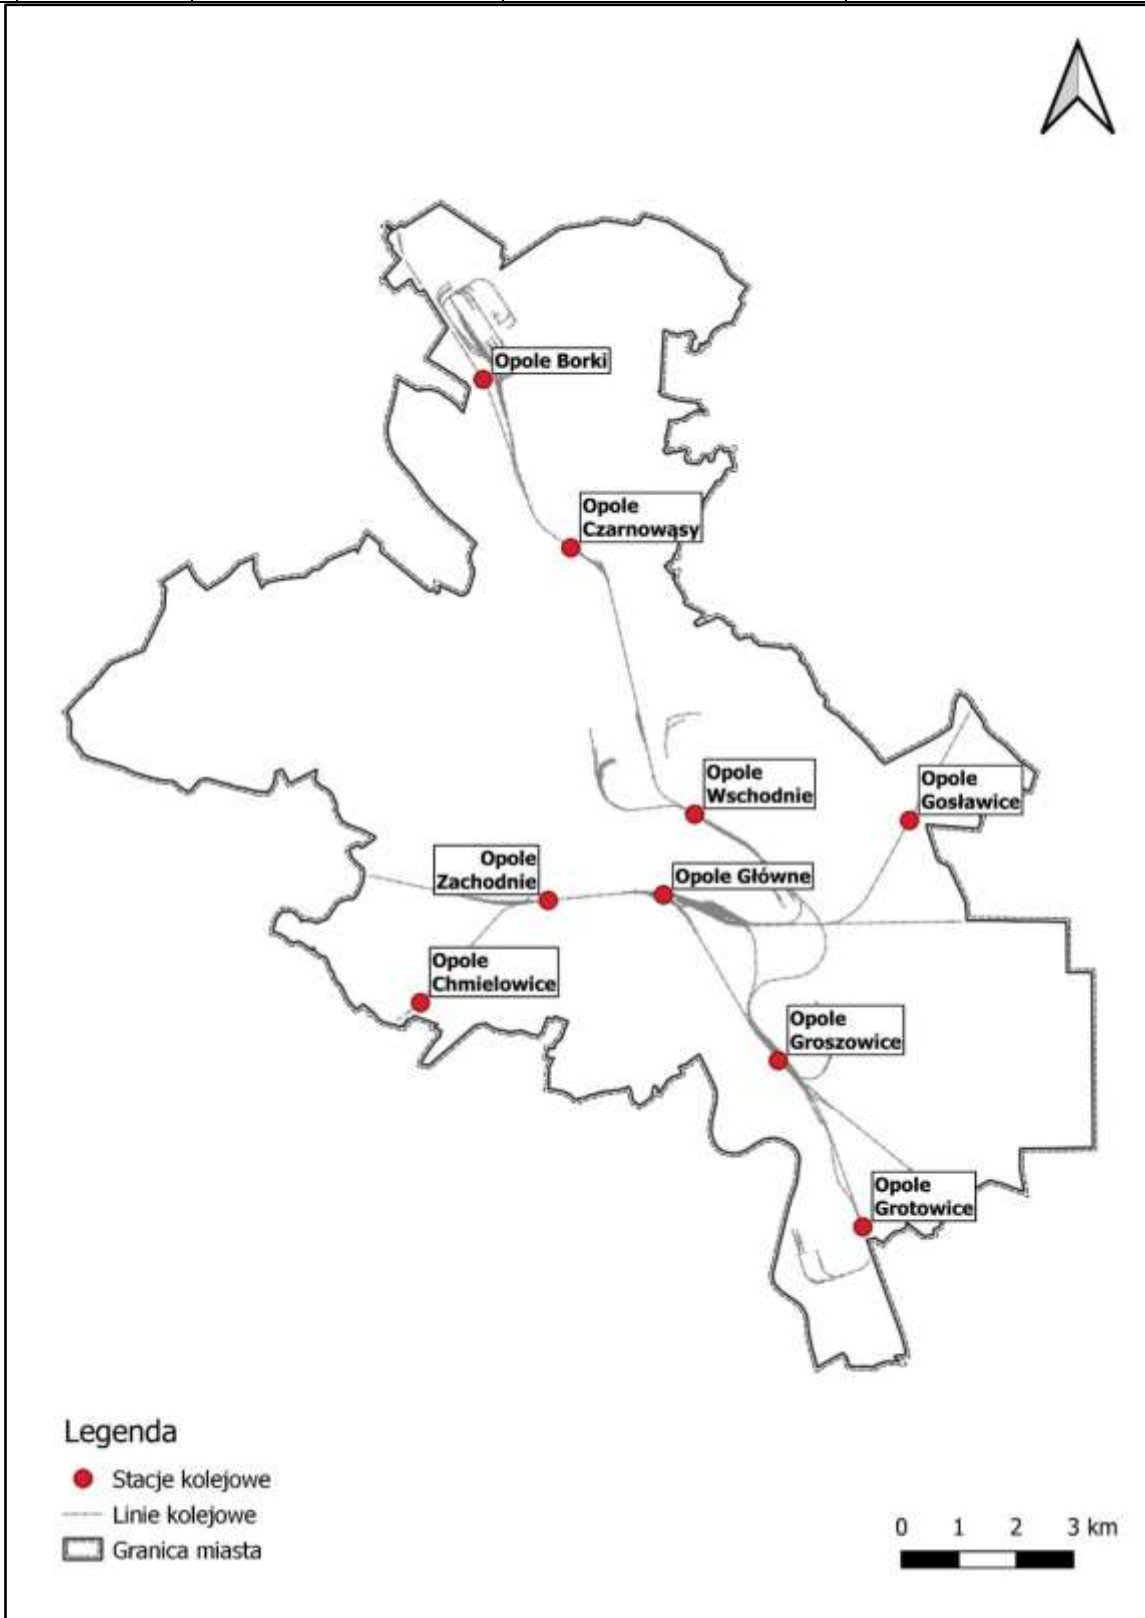 Opole Borki
Opole
Czarnowąsy
Opole
Wschodnie
Opole
Gosławice
Opole
Zachodnie
Opole Główne
Opole
Chmielowice
Opole
Groszowice
Opole
Grotowice
Legenda
Stacje kolejowe
Linie kolejowe
Granica miasta
0 1 2 3 km